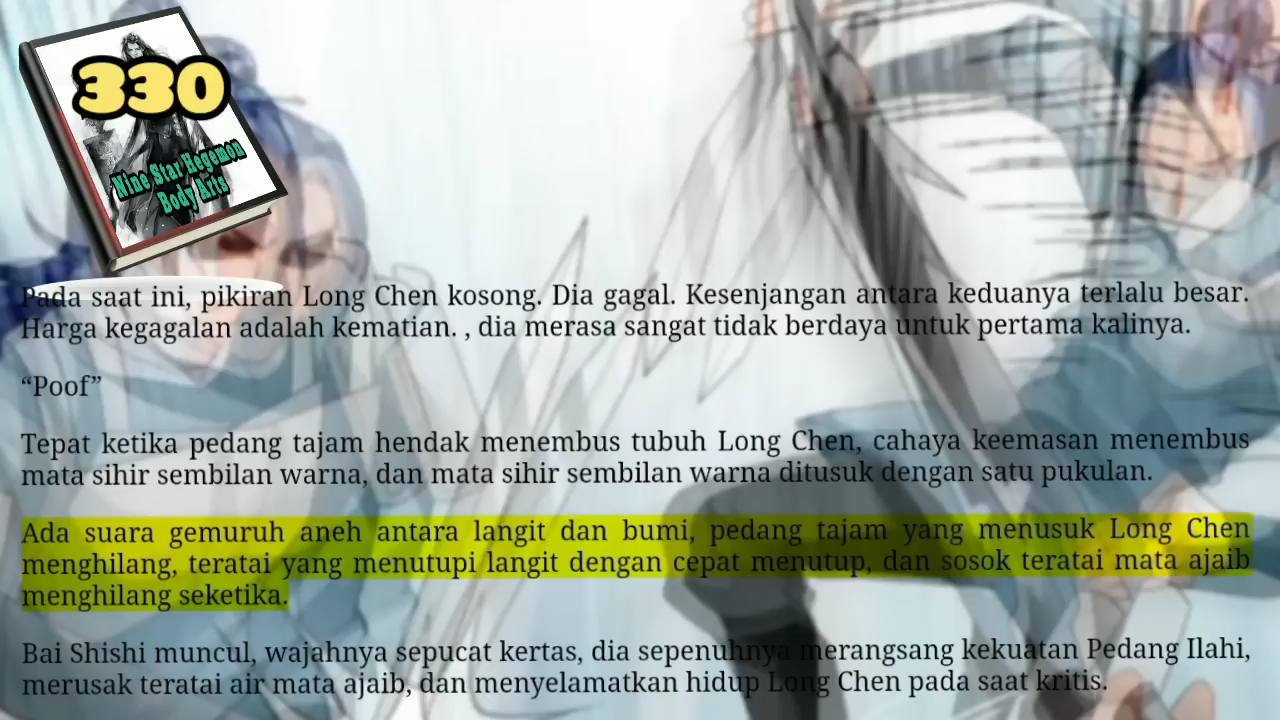 330
Nine Star Hegemon
Body Arts
Pada saat ini, pikiran Long Chen kosong. Dia gagal. Kesenjangan antara keduanya terlalu besar.
Harga kegagalan adalah kematian. , dia merasa sangat tidak berdaya untuk pertama kalinya.
“Poof”
Tepat ketika pedang tajam hendak menembus tubuh Long Chen, cahaya keemasan menembus
mata sihir sembilan warna, dan mata sihir sembilan warna ditusuk dengan satu pukulan.
Ada suara gemuruh aneh antara langit dan bumi, pedang tajam yang menusuk Long Chen
menghilang, teratai yang menutupi langit dengan cepat menutup, dan sosok teratai mata ajaib
menghilang seketika.
Bai Shishi muncul, wajahnya sepucat kertas, dia sepenuhnya merangsang kekuatan Pedang Ilahi,
merusak teratai air mata ajaib, dan menyelamatkan hidup Long Chen pada saat kritis.